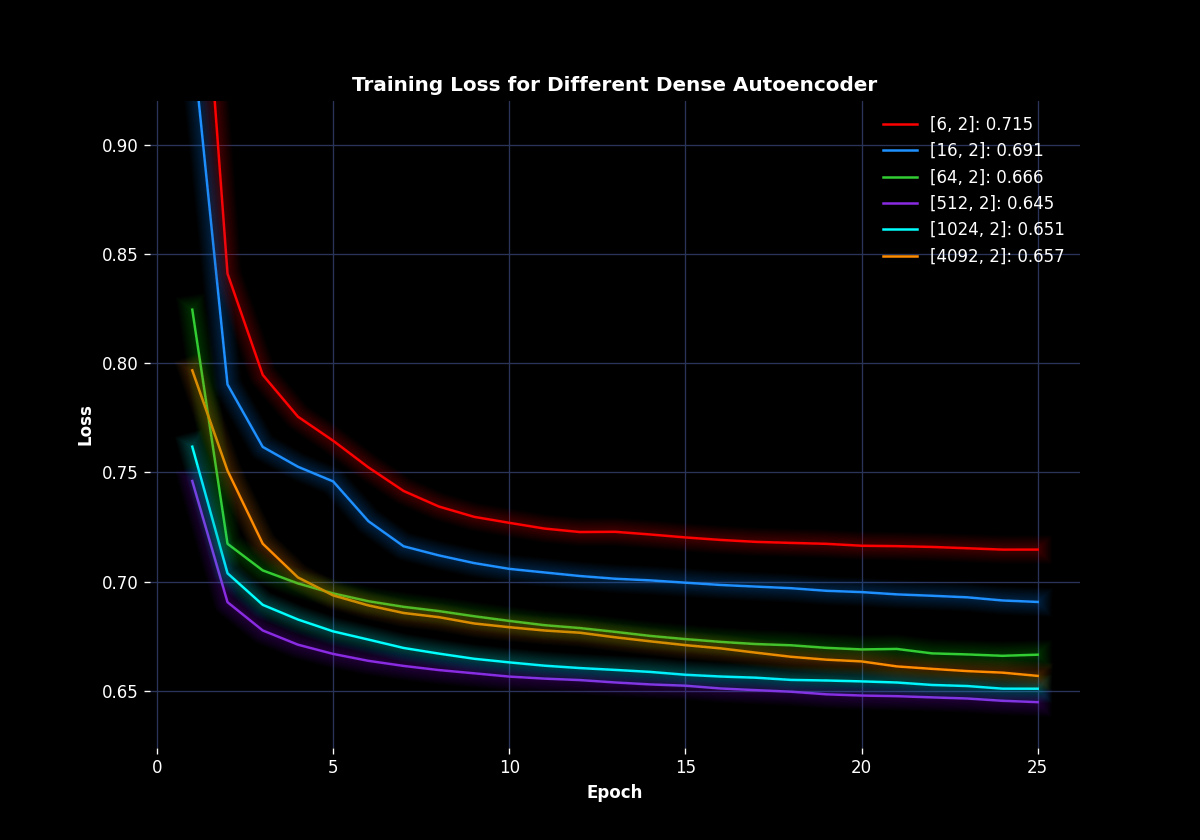 Training Loss for Different Dense Autoencoder
[6, 2]: 0.715
[16, 2]: 0.691
[64, 2]: 0.666
[512, 2]: 0.645
[1024, 2]: 0.651
[4092, 2]: 0.657
0.90
0.85
0.80
0.75
0.70
0.65
Loss
0 5 10 15 20 25
Epoch